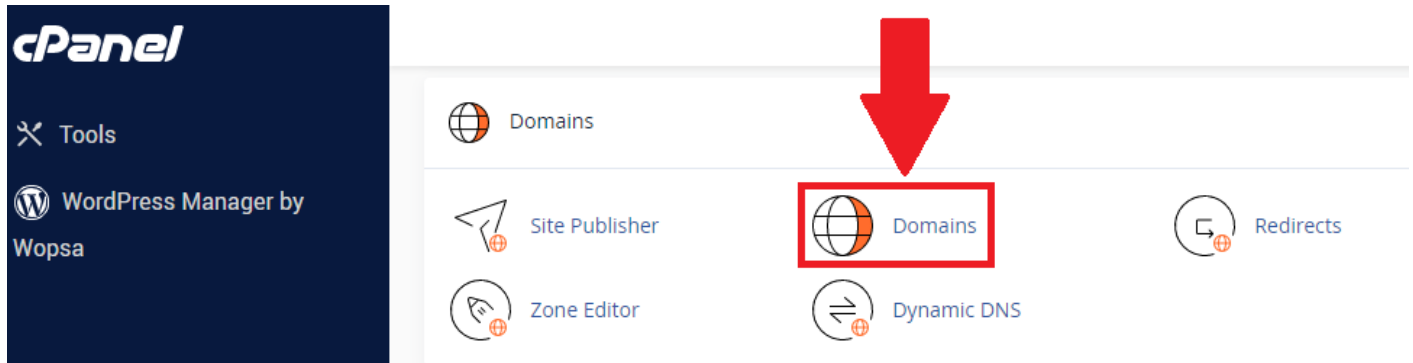 cPanel
Tools
WordPress Manager by
Wopsa
Domains
Site Publisher
Domains
Redirects
Zone Editor
Dynamic DNS